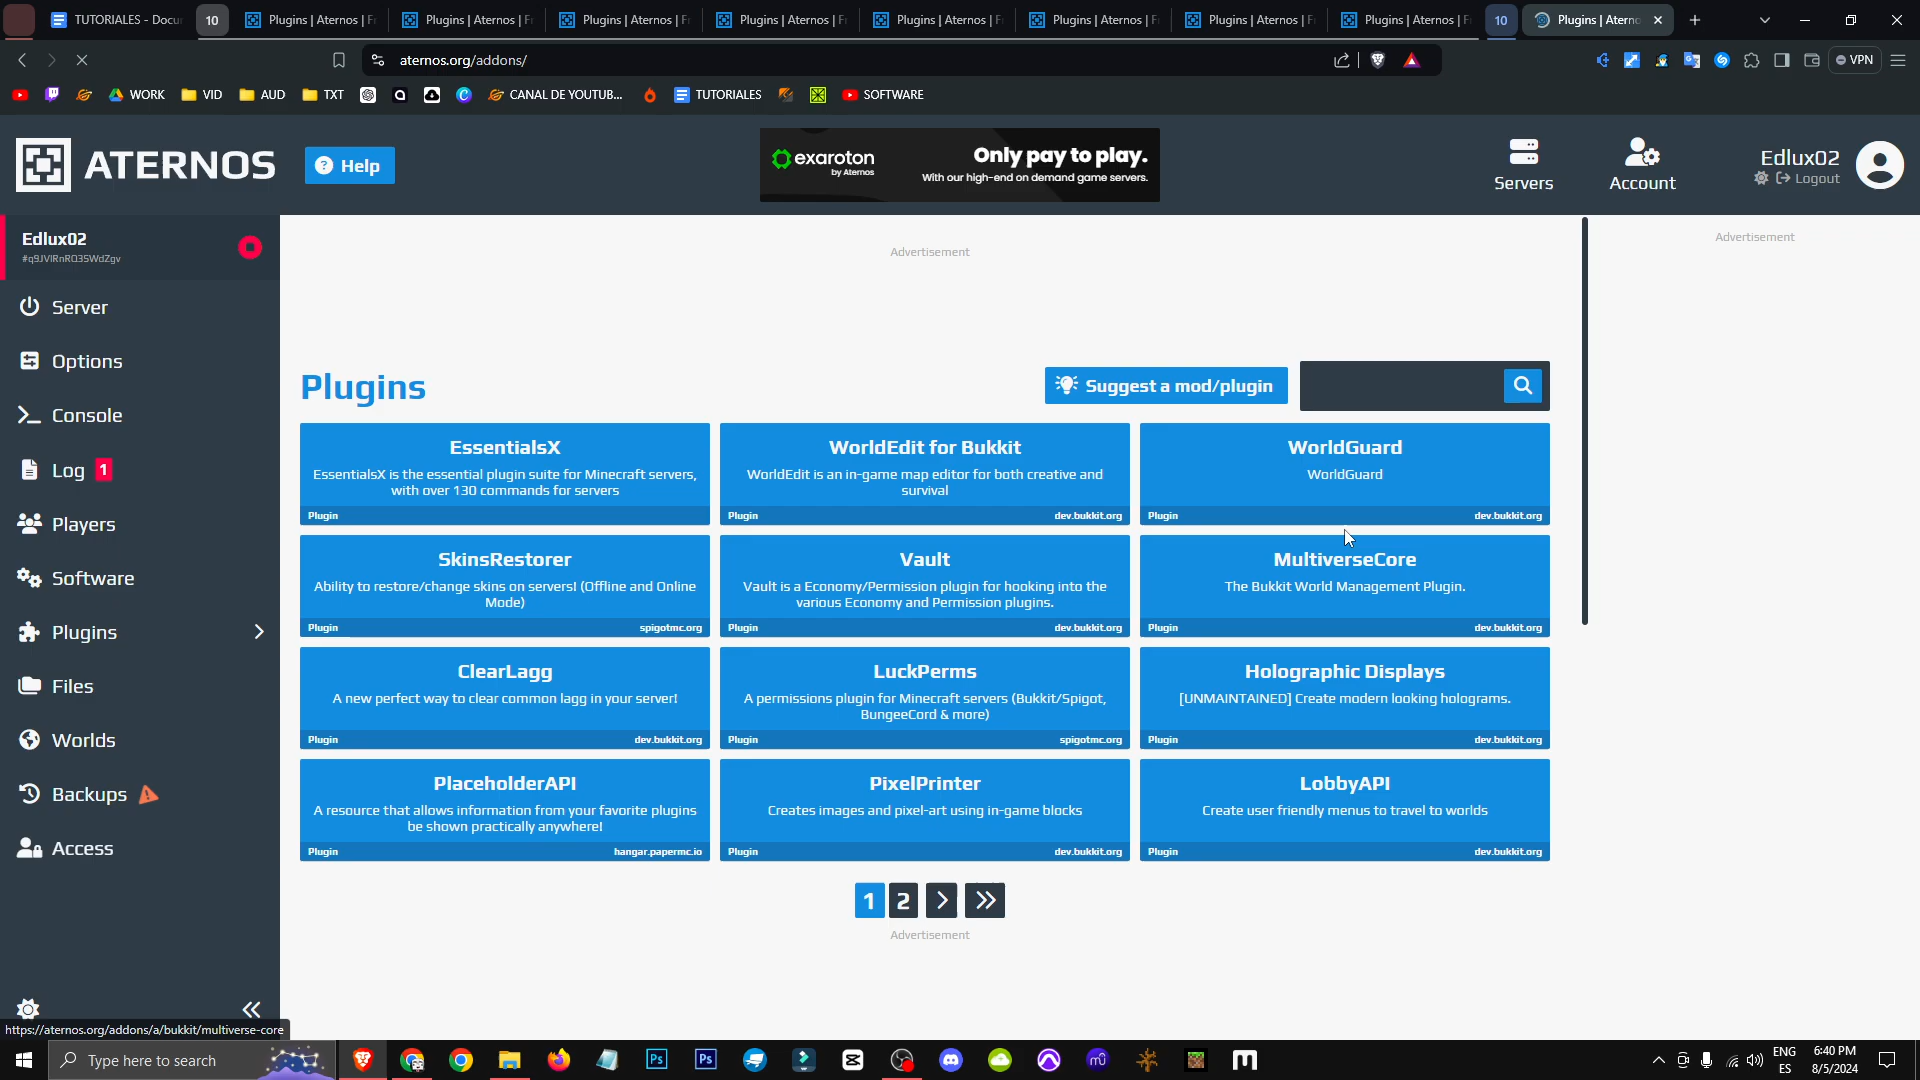 TUTORIALES - Docu
10
Plugins | Aternos | F
Plugins | Aternos | F
Plugins | Aternos | F
Plugins | Aternos | F
Plugins | Aternos | F
Plugins | Aternos | F
Plugins | Aternos | F
Plugins | Aternos | F
10
Plugins | Aterno
aternos.org/addons/
VPN
WORK
VID
AUD
TXT
CANAL DE YOUTUB...
TUTORIALES
SOFTWARE
ATERNOS
? Help
exaroton
by Aternos
Only pay to play.
With our high-end on demand game servers.
Servers
Account
Edlux02
Logout
Edlux02
Server
Options
Console
Log 1
Players
Software
Plugins
Files
Worlds
Backups
Access
Advertisement
Advertisement
Plugins
Suggest a mod/plugin
EssentialsX
EssentialsX is the essential plugin suite for Minecraft servers,
with over 130 commands for servers
Plugin
WorldEdit for Bukkit
WorldEdit is an in-game map editor for both creative and
survival
Plugin dev.bukkit.org
WorldGuard
WorldGuard
Plugin dev.bukkit.org
SkinsRestorer
Ability to restore/change skins on servers! (Offline and Online
Mode)
Plugin spigotmc.org
Vault
Vault is a Economy/Permission plugin for hooking into the
various Economy and Permission plugins.
Plugin dev.bukkit.org
MultiverseCore
The Bukkit World Management Plugin.
Plugin dev.bukkit.org
ClearLagg
A new perfect way to clear common lagg in your server!
Plugin dev.bukkit.org
LuckPerms
A permissions plugin for Minecraft servers (Bukkit/Spigot,
BungeeCord & more)
Plugin spigotmc.org
Holographic Displays
[UNMAINTAINED] Create modern looking holograms.
Plugin dev.bukkit.org
PlaceholderAPI
A resource that allows information from your favorite plugins
be shown practically anywhere!
Plugin hangar.papermc.io
PixelPrinter
Creates images and pixel-art using in-game blocks
Plugin dev.bukkit.org
LobbyAPI
Create user friendly menus to travel to worlds
Plugin dev.bukkit.org
1 2
Advertisement
https://aternos.org/addons/a/bukkit/multiverse-core
Type here to search
Ps
Ps
ENG
ES
6:40 PM
8/5/2024